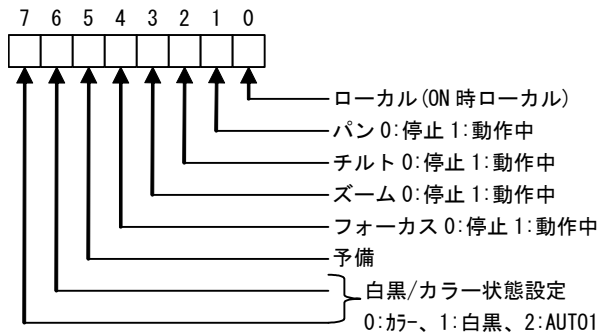 7 6 5 4 3 2 1 0
ローカル(ON 時ローカル)
パン 0:停止 1:動作中
チルト 0:停止 1:動作中
ズーム 0:停止 1:動作中
フォーカス 0:停止 1:動作中
予備
白黒/カラー状態設定
0:ｶﾗｰ、1:白黒、2:AUTO1